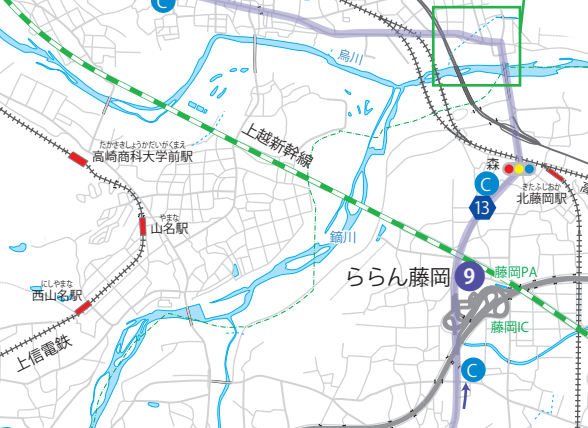 C
烏川
たかさきしょうかだいがくまえ
高崎商科大学前駅
上越新幹線
森
C
きたふじおか
北藤岡駅
13
やまな
山名駅
鏑川
ららん藤岡
9
藤岡PA
にしやまな
西山名駅
藤岡IC
上信電鉄
C